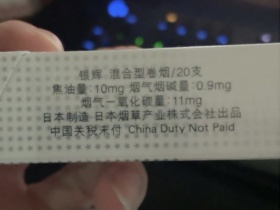 银辉 混合型卷烟/20支
焦油量：10mg 烟气烟碱量：0.9mg
烟气一氧化碳量：11mg
日本制造 日本烟草产业株式会社出品
中国关税未付 China Duty Not Paid